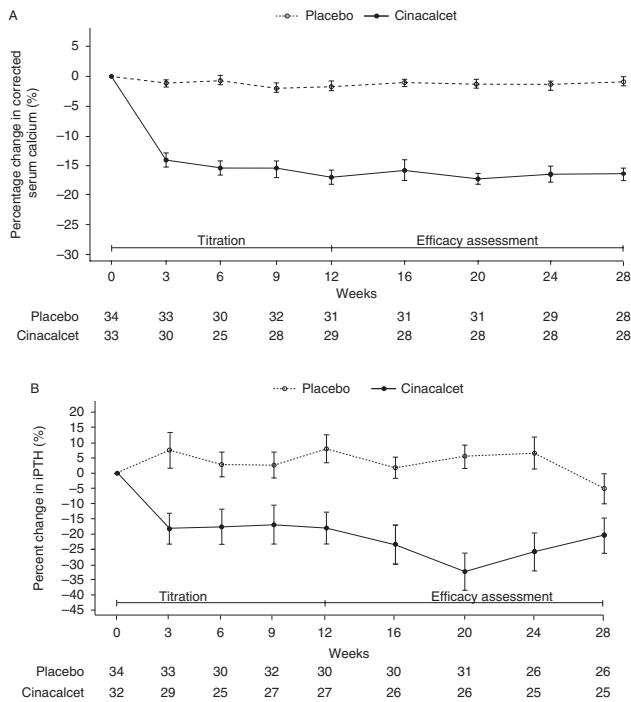 A
Placebo Cinacalcet
Percentage change in corrected
serum calcium (%)
5
0
–5
–10
–15
–20
–25
–30
Titration Efficacy assessment
0 3 6 9 12 16 20 24 28
Weeks
Placebo 34 33 30 32 31 31 31 29 28
Cinacalcet 33 30 25 28 29 28 28 28 28
B
Placebo Cinacalcet
Percent change in iPTH (%)
20
15
10
5
0
–5
–10
–15
–20
–25
–30
–35
–40
–45
Titration Efficacy assessment
0 3 6 9 12 16 20 24 28
Weeks
Placebo 34 33 30 32 30 30 31 26 26
Cinacalcet 32 29 25 27 27 26 26 25 25